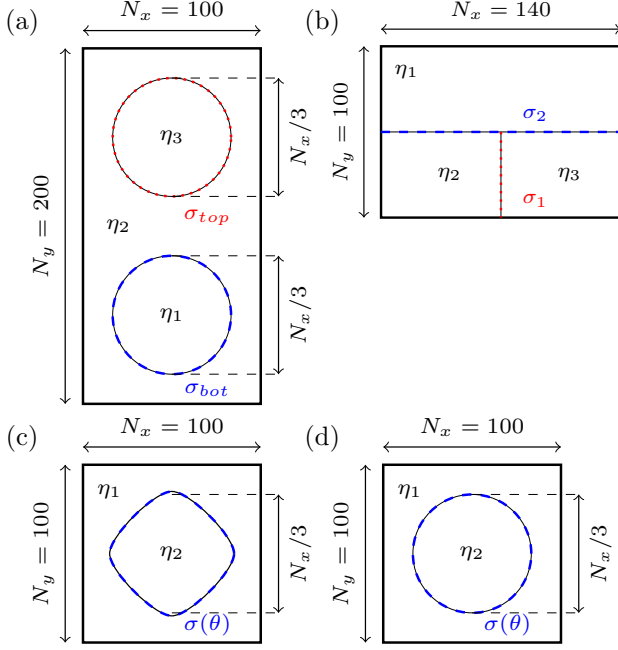 (a)
N_x = 100
N_y = 200
η_3
N_x/3
σ_top
η_2
η_1
N_x/3
σ_bot
(b)
N_x = 140
N_y = 100
η_1
σ_2
η_2
η_3
σ_1
(c)
N_x = 100
N_y = 100
η_1
η_2
N_x/3
σ(θ)
(d)
N_x = 100
N_y = 100
η_1
η_2
N_x/3
σ(θ)